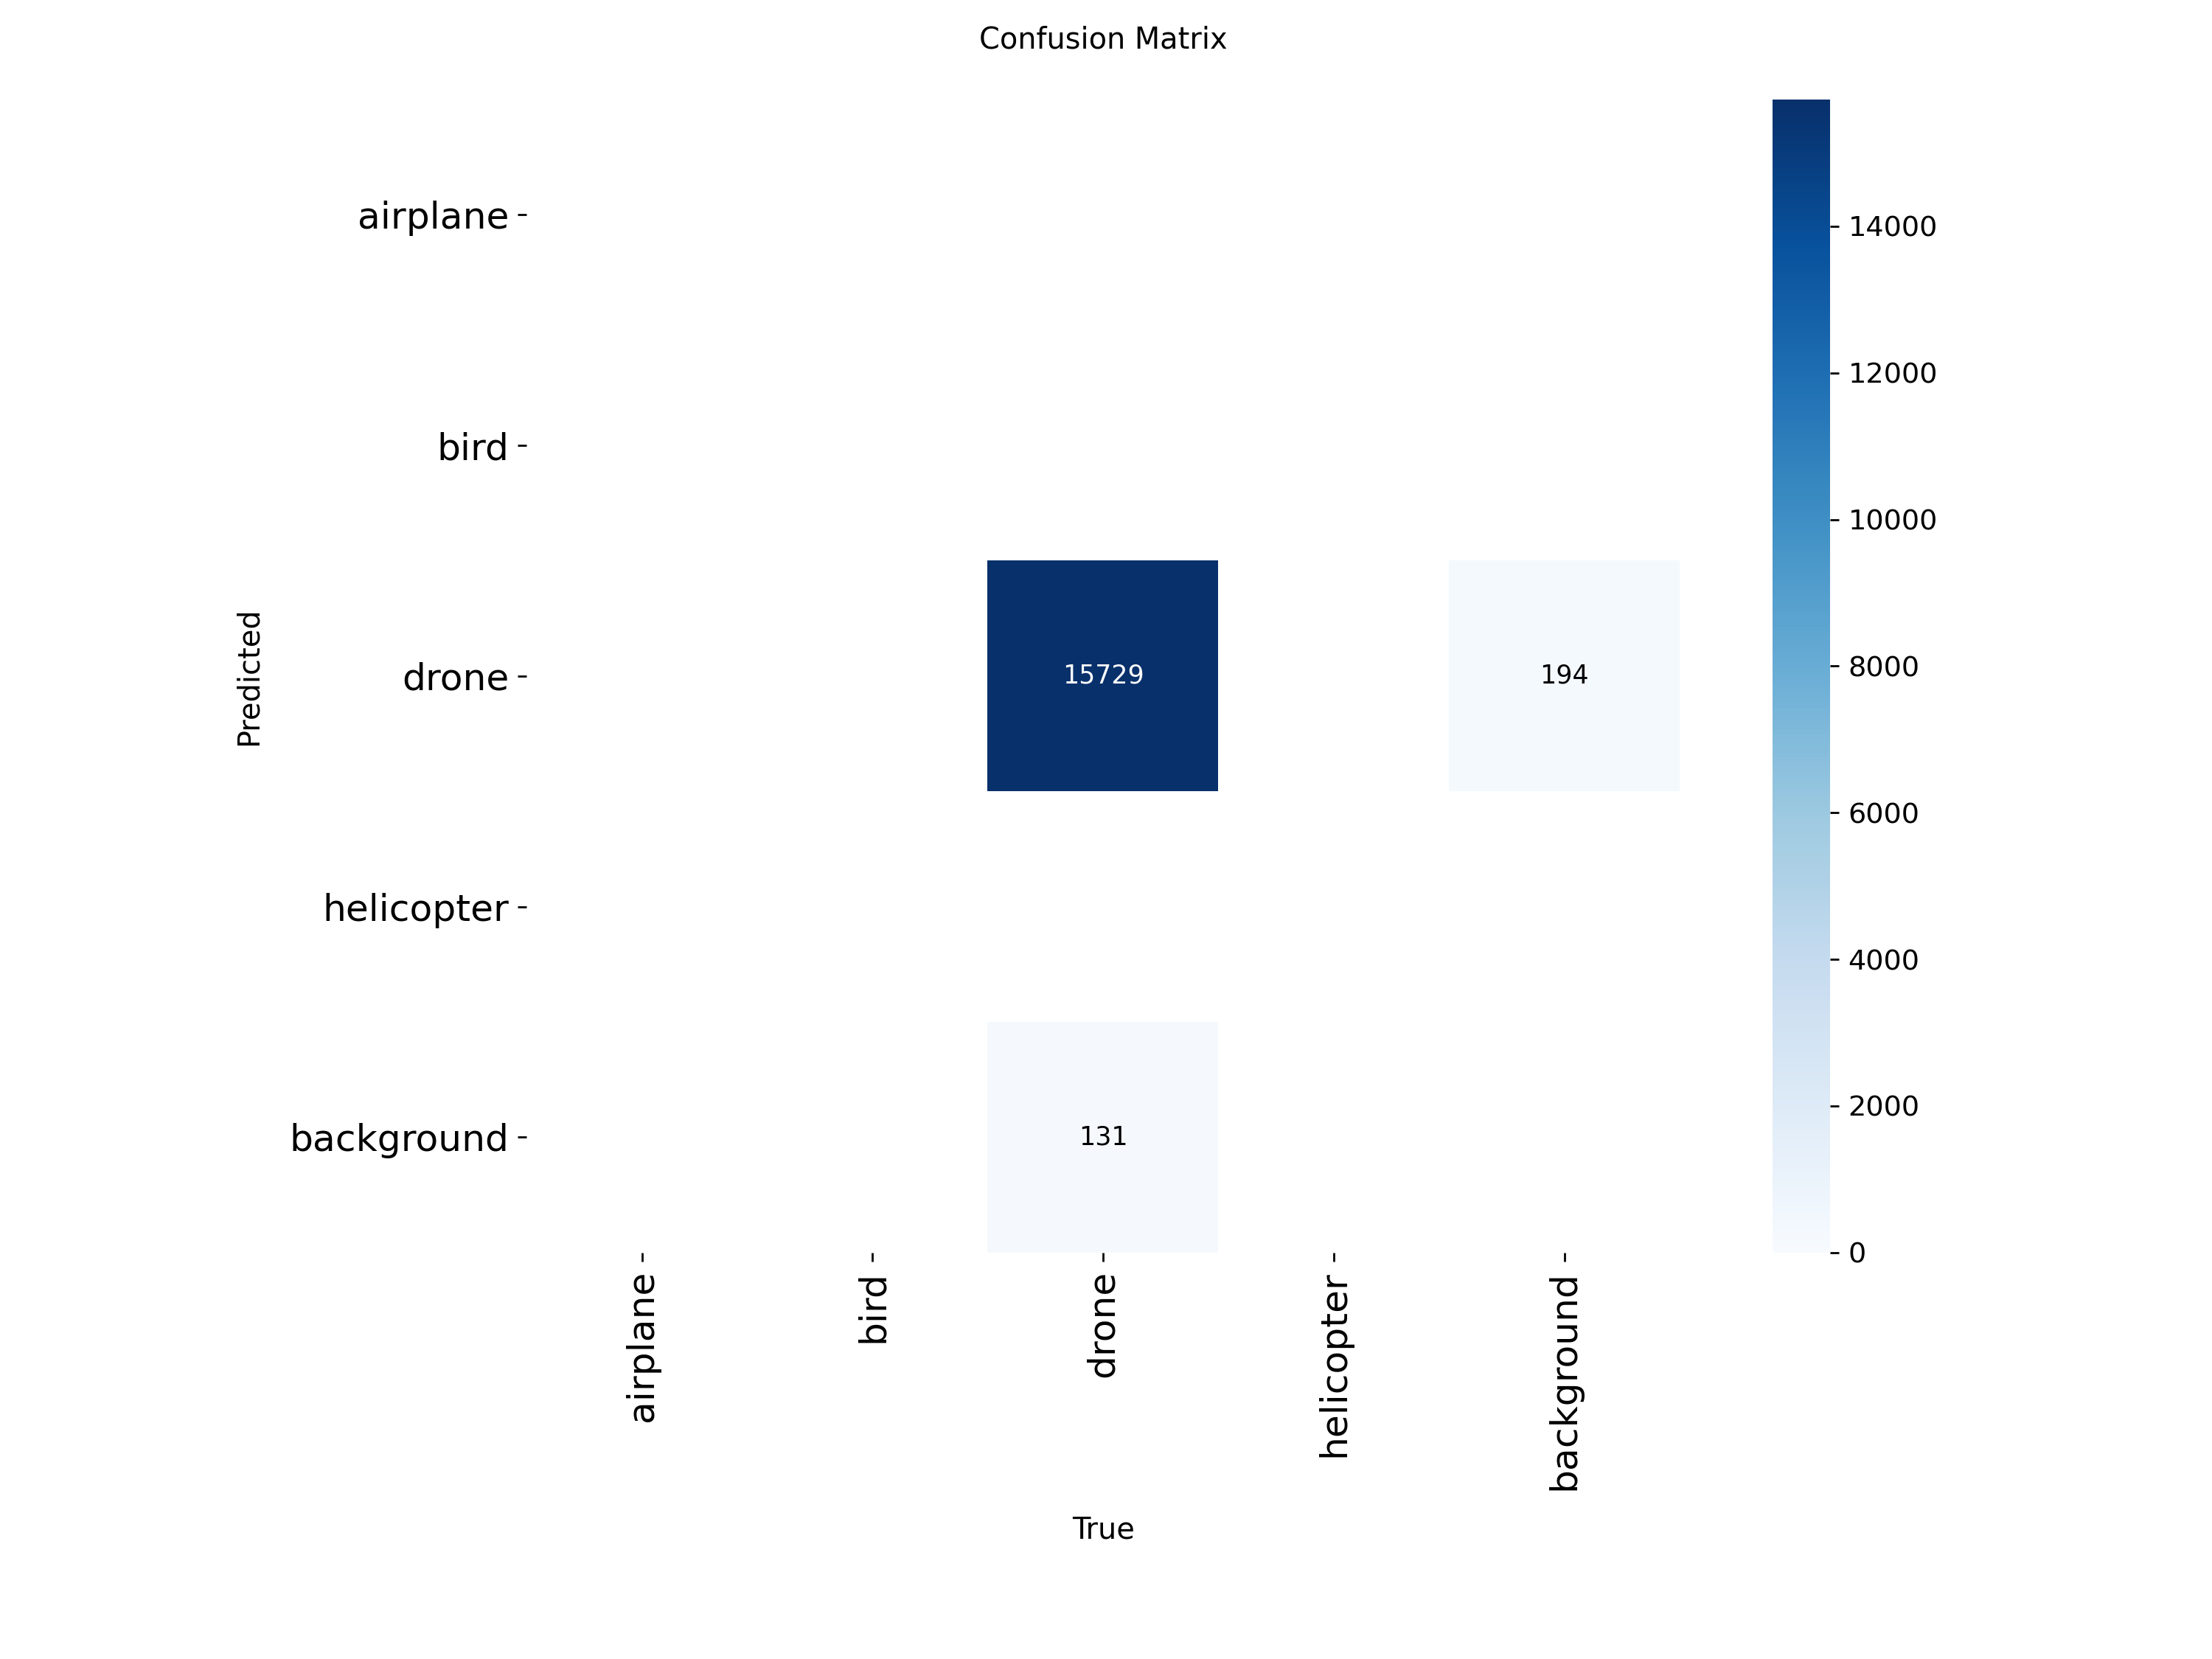 Confusion Matrix
airplane
bird
drone
helicopter
background
Predicted
15729
194
131
14000
12000
10000
8000
6000
4000
2000
0
airplane
bird
drone
helicopter
background
True